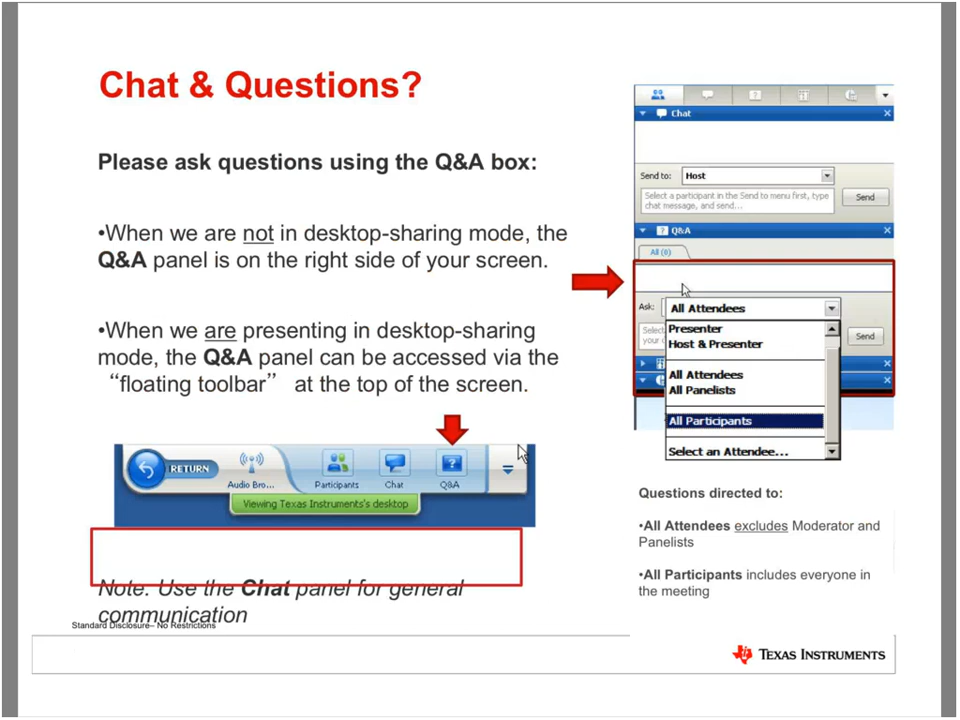 Chat & Questions?
Please ask questions using the Q&A box:
•When we are not in desktop-sharing mode, the
Q&A panel is on the right side of your screen.
•When we are presenting in desktop-sharing
mode, the Q&A panel can be accessed via the
“floating toolbar” at the top of the screen.
RETURN
Audio Bro...
Participants
Chat
Q&A
Viewing Texas Instruments's desktop
Note: Use the Chat panel for general
communication
Standard Disclosure– No Restrictions
Chat
Send to: Host
Select a participant in the Send to menu first, type
chat message, and send...
Send
Q&A
All (0)
Ask: All Attendees
Selec
your q
Send
Presenter
Host & Presenter
All Attendees
All Panelists
All Participants
Select an Attendee...
Questions directed to:
•All Attendees excludes Moderator and
Panelists
•All Participants includes everyone in
the meeting
TEXAS INSTRUMENTS